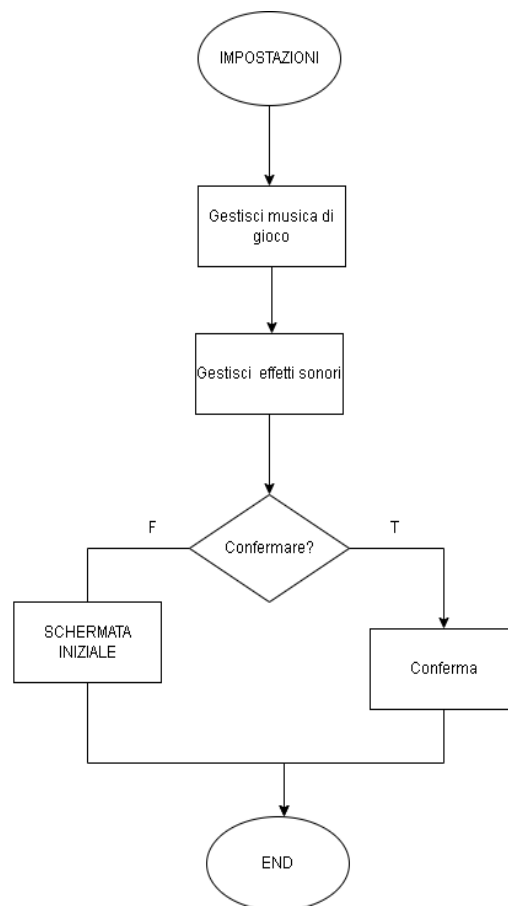 IMPOSTAZIONI
Gestisci musica di
gioco
Gestisci effetti sonori
F
Confermare?
T
SCHERMATA
INIZIALE
Conferma
END